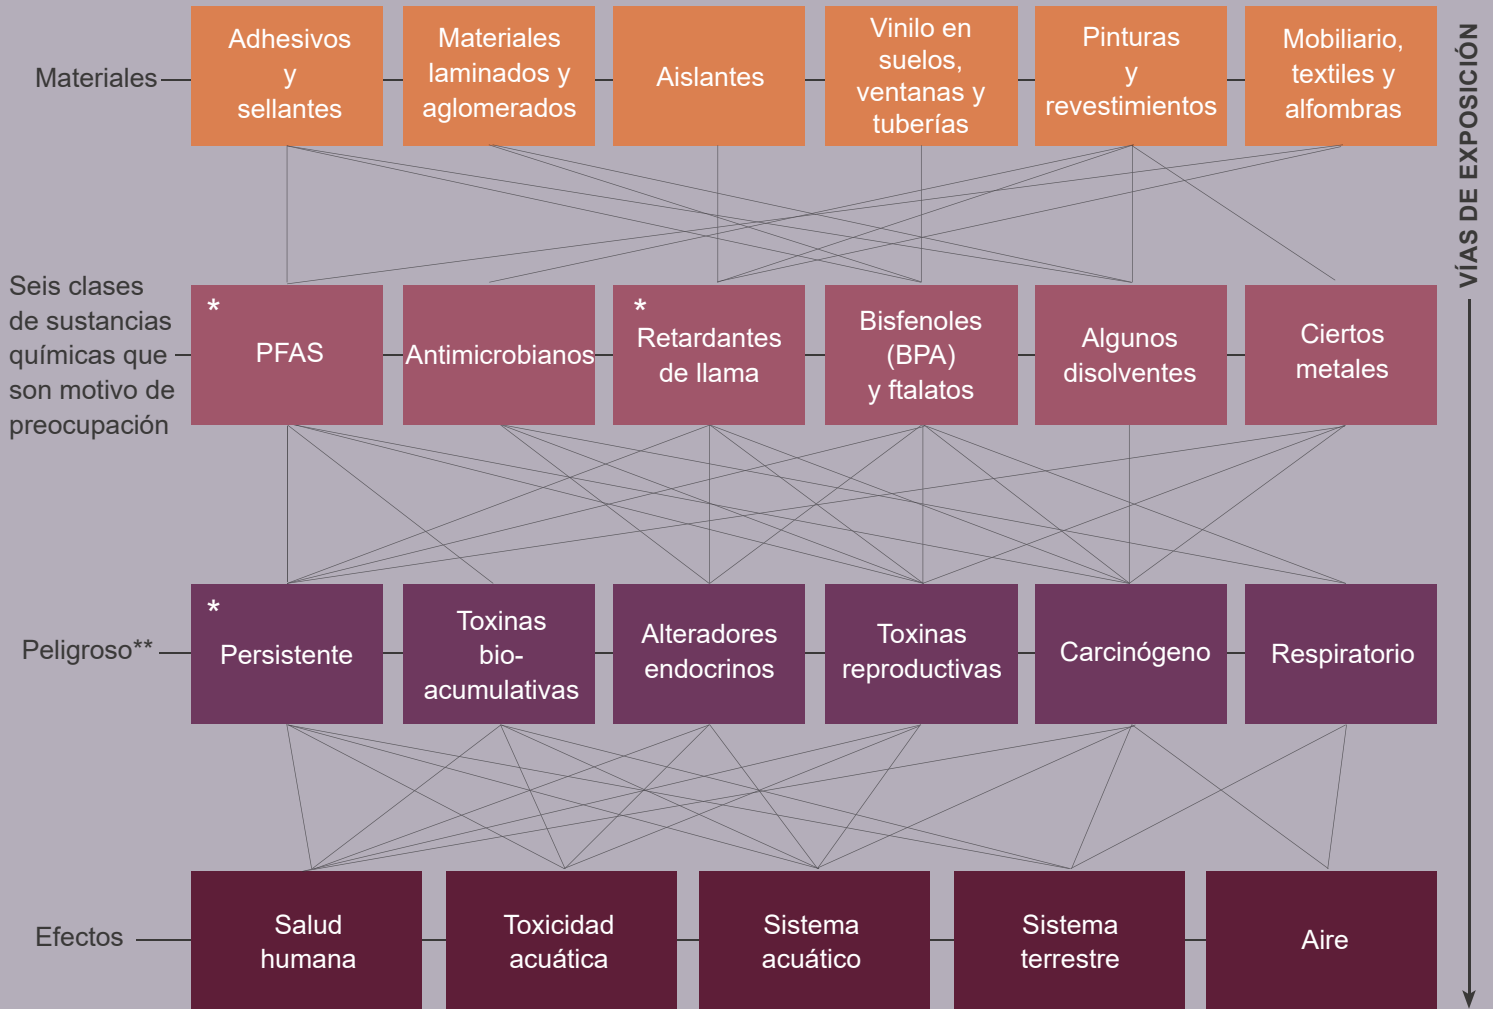 Materiales
Adhesivos
y
sellantes
Materiales
laminados y
aglomerados
Aislantes
Vinilo en
suelos,
ventanas y
tuberías
Pinturas
y
revestimientos
Mobiliario,
textiles y
alfombras
VÍAS DE EXPOSICIÓN
Seis clases
de sustancias
químicas que
son motivo de
preocupación
*
PFAS
Antimicrobianos
*
Retardantes
de llama
Bisfenoles
(BPA)
y ftalatos
Algunos
disolventes
Ciertos
metales
Peligroso**
*
Persistente
Toxinas
bio-
acumulativas
Alteradores
endocrinos
Toxinas
reproductivas
Carcinógeno
Respiratorio
Efectos
Salud
humana
Toxicidad
acuática
Sistema
acuático
Sistema
terrestre
Aire